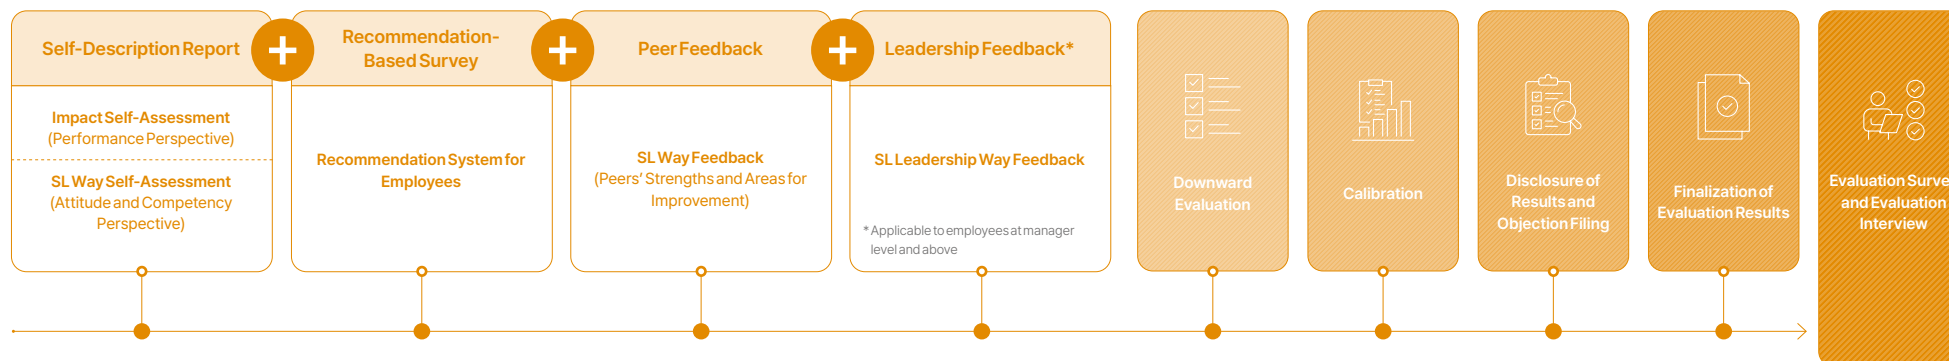 Self-Description Report
Impact Self-Assessment
(Performance Perspective)
SL Way Self-Assessment
(Attitude and Competency
Perspective)
Recommendation-
Based Survey
Recommendation System for
Employees
Peer Feedback
SL Way Feedback
(Peers’ Strengths and Areas for
Improvement)
Leadership Feedback*
SL Leadership Way Feedback
* Applicable to employees at manager
level and above
Downward
Evaluation
Calibration
Disclosure of
Results and
Objection Filing
Finalization of
Evaluation Results
Evaluation Surve
and Evaluation
Interview